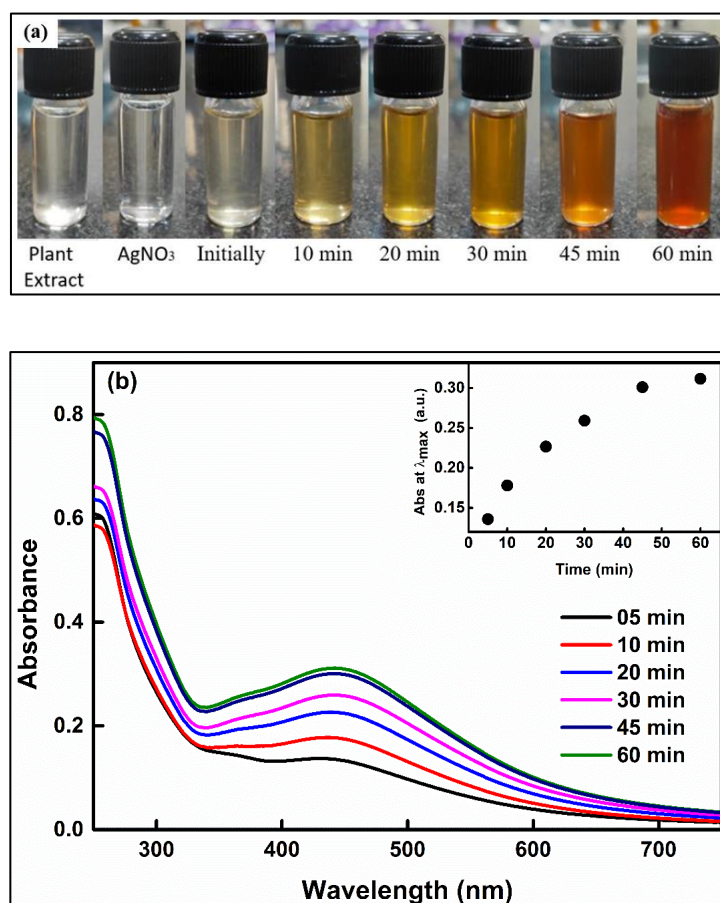 (a)
Plant Extract
AgNO₃
Initially
10 min
20 min
30 min
45 min
60 min
(b)
Absorbance
0.8
0.6
0.4
0.2
0.0
300
400
500
600
700
Wavelength (nm)
Abs at λmax (a.u.)
0.30
0.25
0.20
0.15
0
10
20
30
40
50
60
Time (min)
05 min
10 min
20 min
30 min
45 min
60 min